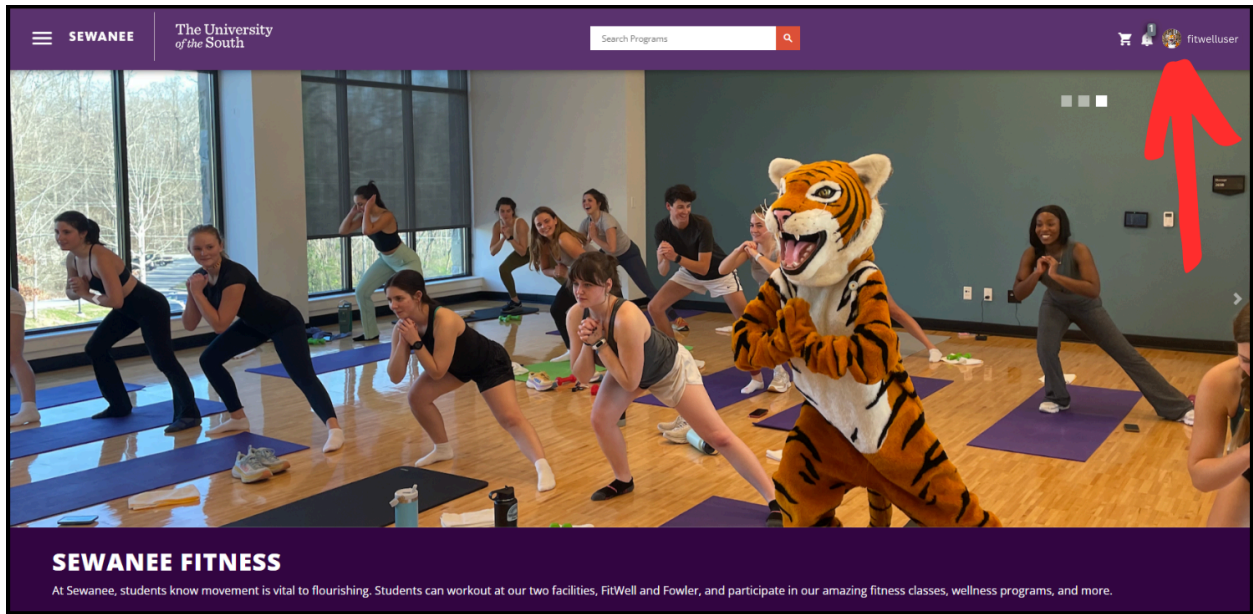 SEWANEE
The University
of the South
Search Programs
1
fitwelluser
SEWANEE FITNESS
At Sewanee, students know movement is vital to flourishing. Students can workout at our two facilities, FitWell and Fowler, and participate in our amazing fitness classes, wellness programs, and more.